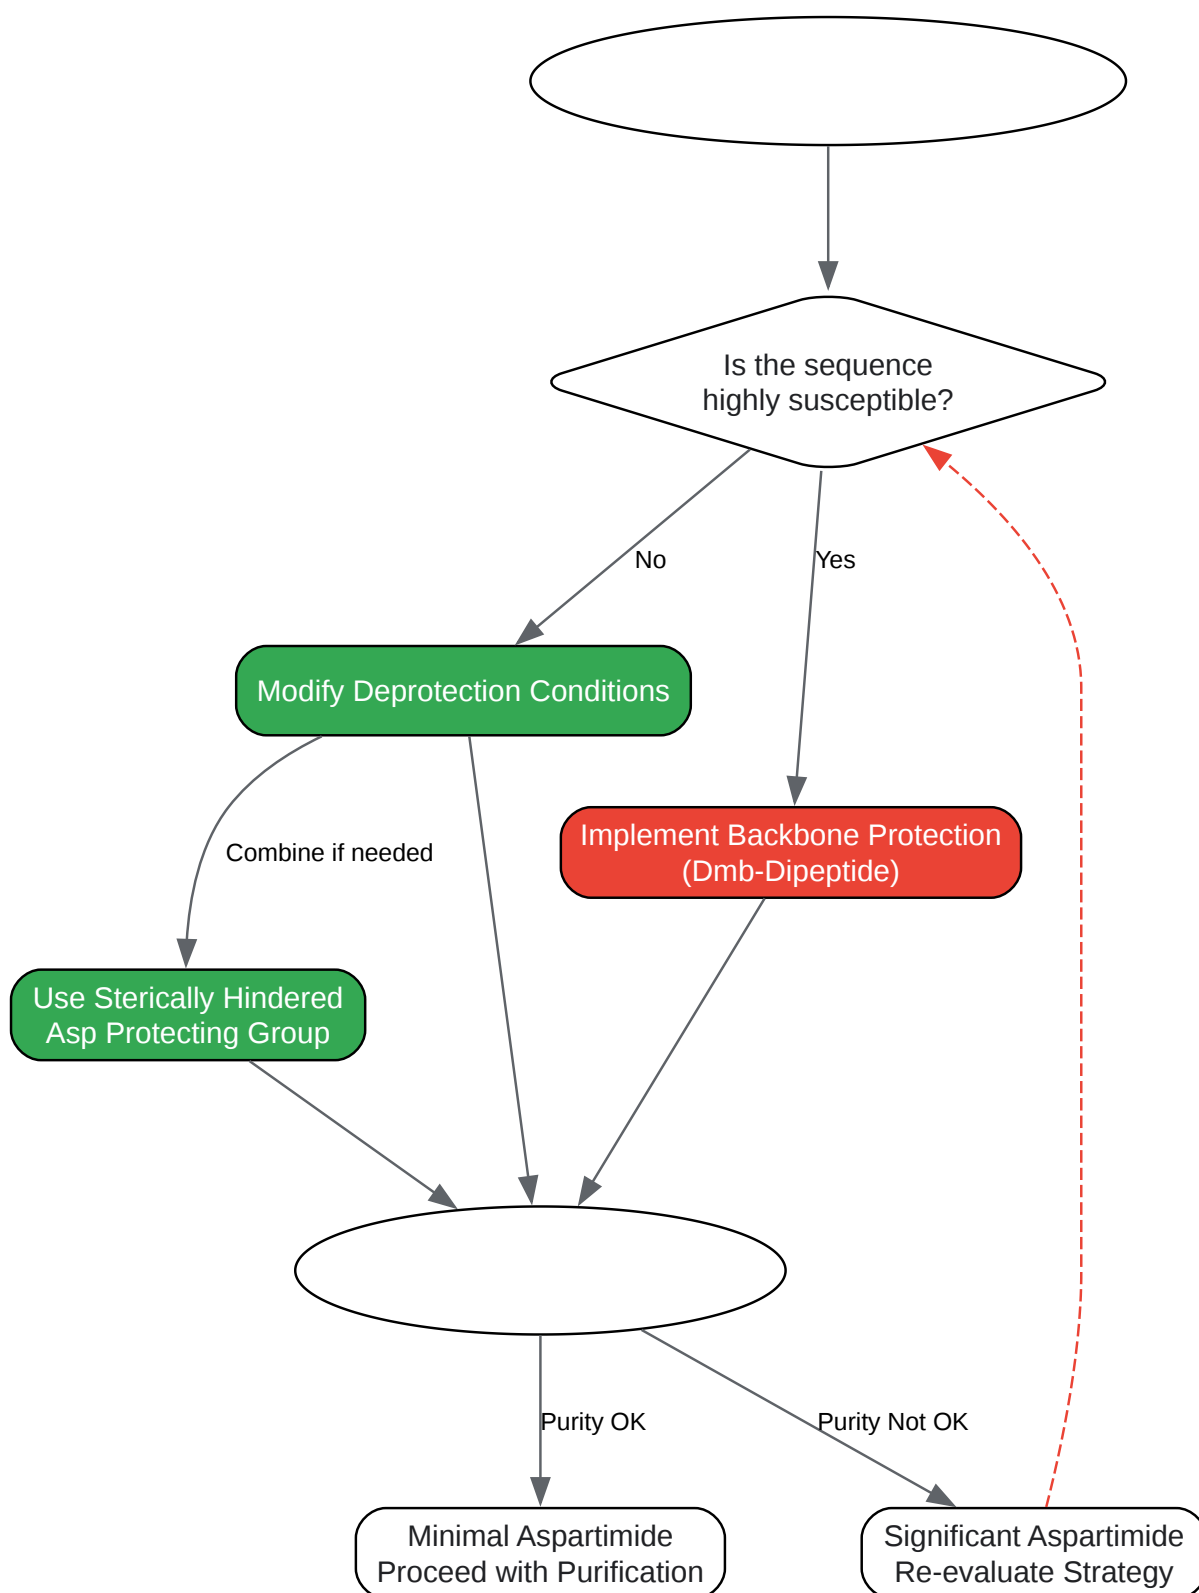 Is the sequence
highly susceptible?
No
Yes
Modify Deprotection Conditions
Implement Backbone Protection
(Dmb-Dipeptide)
Combine if needed
Use Sterically Hindered
Asp Protecting Group
Purity OK
Purity Not OK
Minimal Aspartimide
Proceed with Purification
Significant Aspartimide
Re-evaluate Strategy